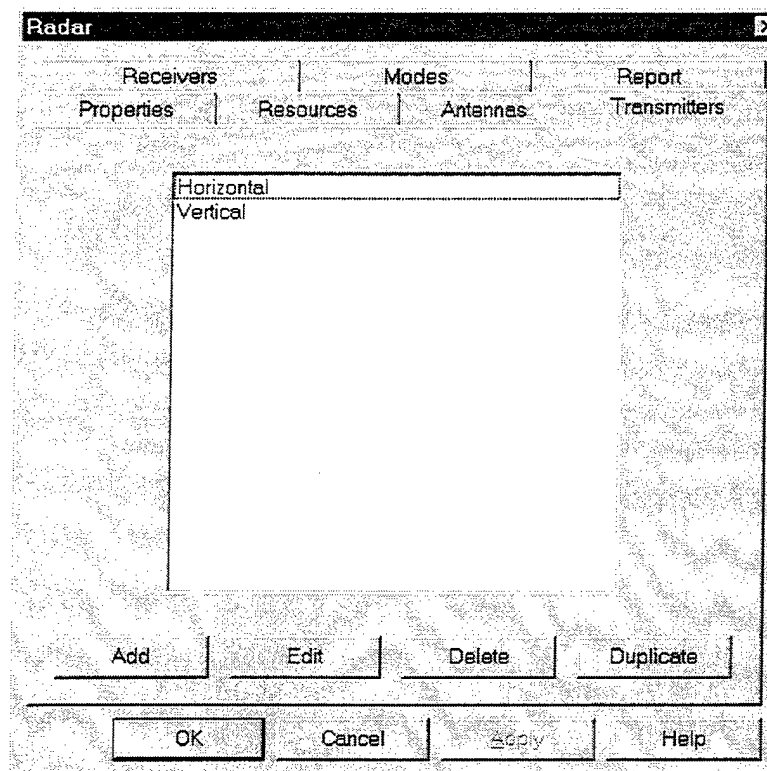 Radar
Receivers Modes Report
Properties Resources Antennas Transmitters
Horizontal
Vertical
Add Edit Delete Duplicate
OK Cancel Apply Help